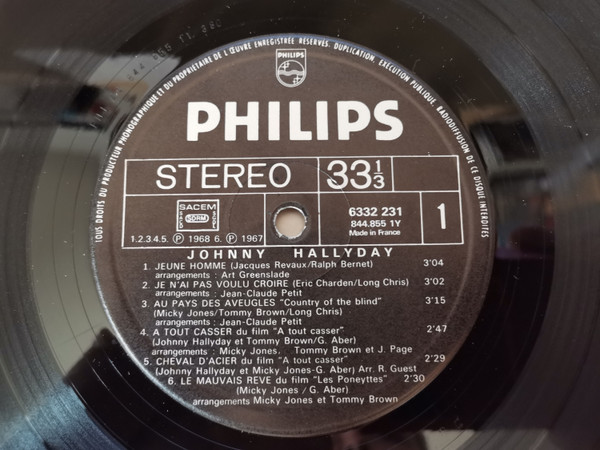 TOUS DROITS DU PRODUCTEUR PHONOGRAPHIQUE ET DU PROPRIETAIRE DE L'ŒUVRE ENREGISTRÉE RÉSERVÉS. DUPLICATION, EXÉCUTION PUBLIQUE, RADIODIFFUSION DE CE DISQUE INTERDITES
PHILIPS
PHILIPS
STEREO 33 1/3
SACEM
6332 231
844.855 1Y
Made in France
1
1.2.3.4.5. Ⓟ 1968 6. Ⓟ 1967
JOHNNY HALLYDAY
1. JEUNE HOMME (Jacques Revaux/Ralph Bernet) 3'04
arrangements : Art Greenslade
2. JE N'AI PAS VOULU CROIRE (Eric Charden/Long Chris) 3'02
arrangements : Jean-Claude Petit
3. AU PAYS DES AVEUGLES "Country of the blind" 3'15
(Micky Jones/Tommy Brown/Long Chris)
arrangements : Jean-Claude Petit
4. A TOUT CASSER du film "A tout casser" 2'47
(Johnny Hallyday et Tommy Brown/G. Aber)
arrangements : Micky Jones. Tommy Brown et J. Page
5. CHEVAL D'ACIER du film "A tout casser" 2'29
(Johnny Hallyday et Micky Jones-G. Aber) Arr. R. Guest
6. LE MAUVAIS REVE du film "Les Poneyttes" 2'30
(Micky Jones / G. Aber)
arrangements Micky Jones et Tommy Brown